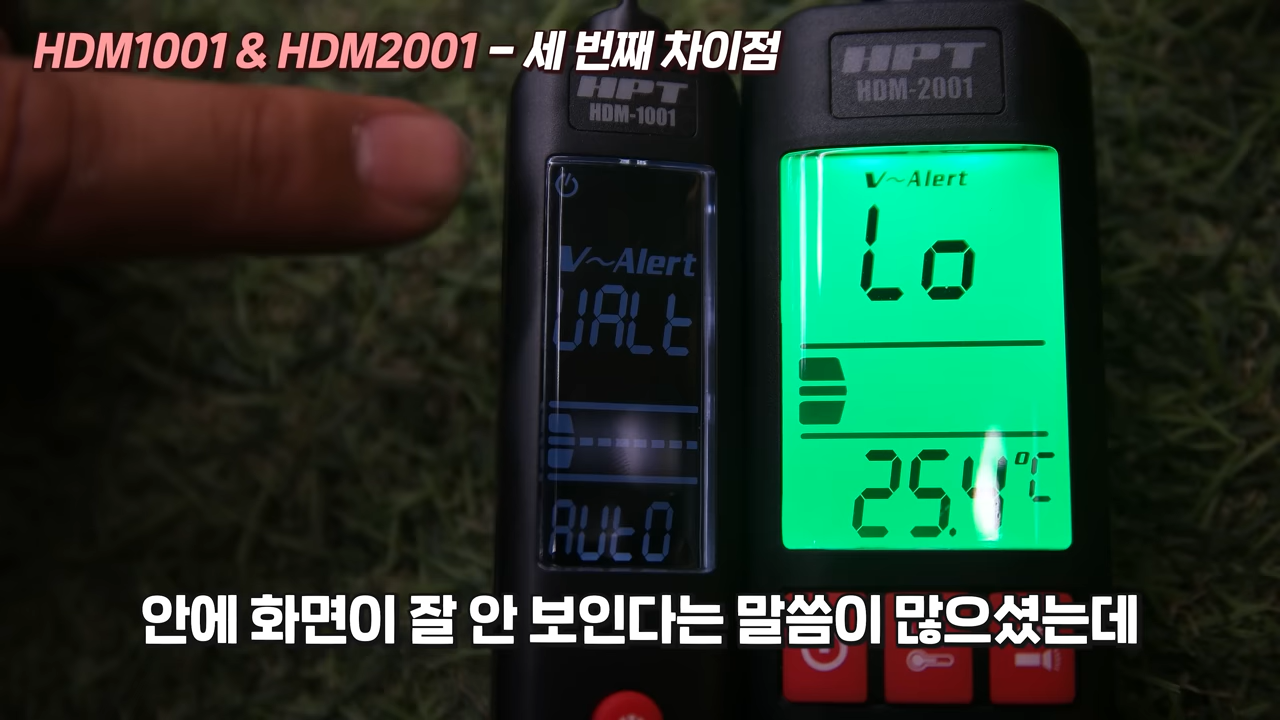 HDM1001 & HDM2001 - 세 번째 차이점
HPT
HDM-1001
V~Alert
VALt
AUtO
HPT
HDM-2001
V~Alert
Lo
25.4°C
안에 화면이 잘 안 보인다는 말씀이 많으셨는데